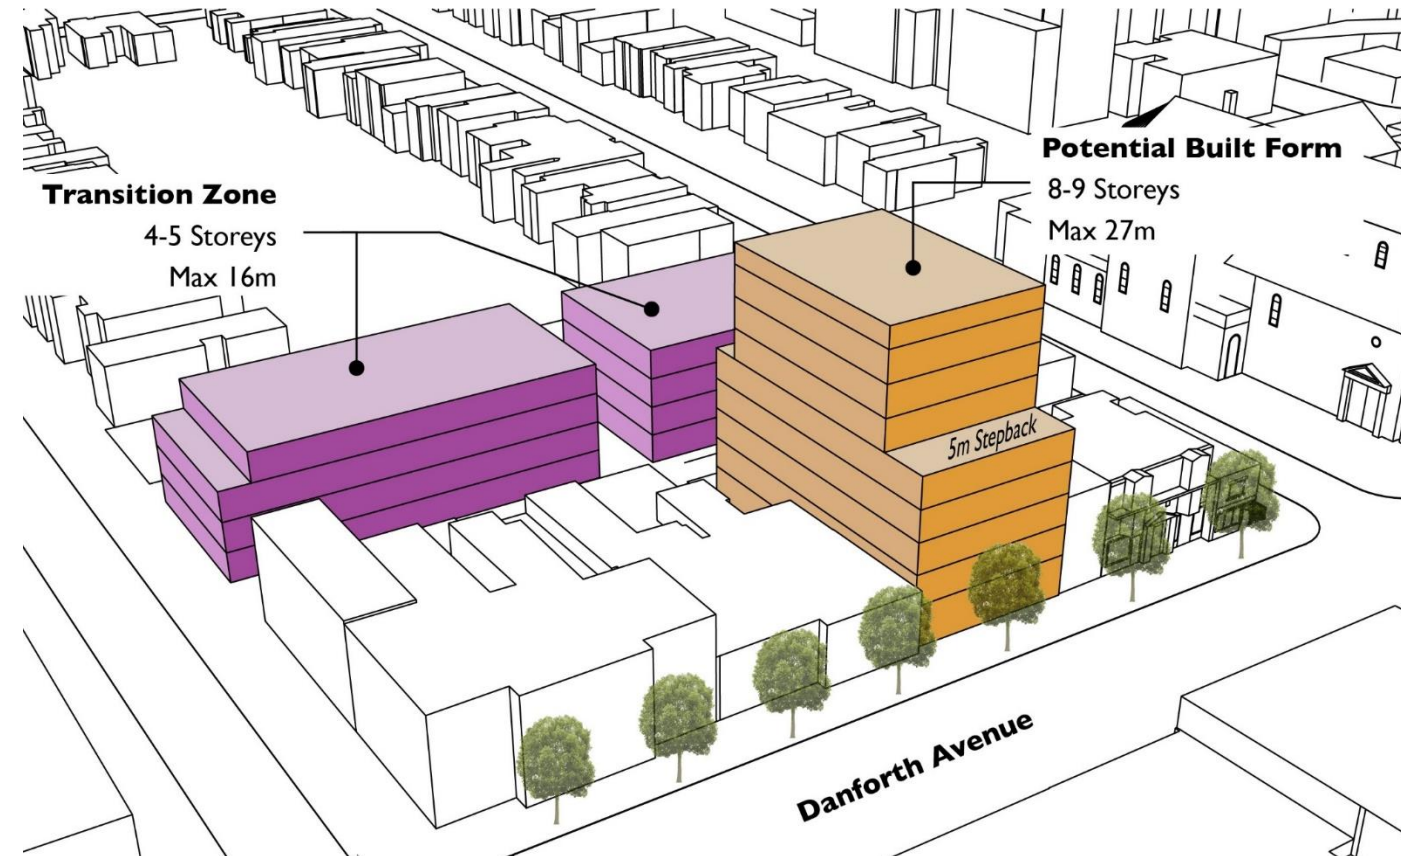 Potential Built Form
8-9 Storeys
Max 27m
Transition Zone
4-5 Storeys
Max 16m
5m Stepback
Danforth Avenue